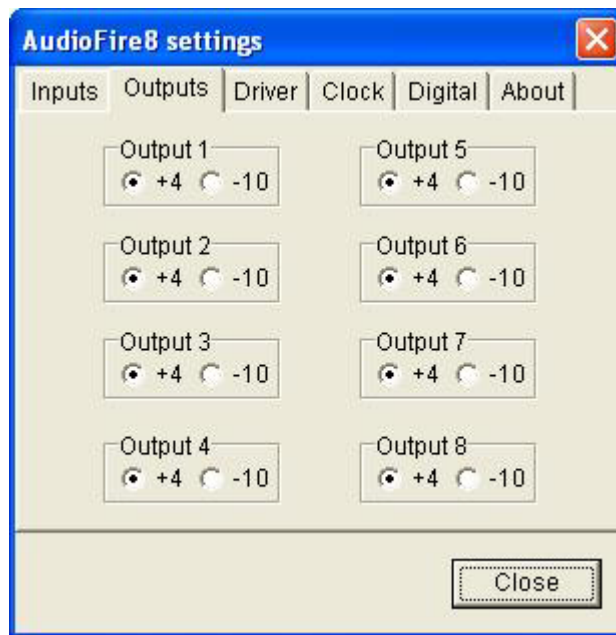 AudioFire8 settings
Inputs Outputs Driver Clock Digital About
Output 1 Output 5
+4 -10 +4 -10
Output 2 Output 6
+4 -10 +4 -10
Output 3 Output 7
+4 -10 +4 -10
Output 4 Output 8
+4 -10 +4 -10
Close